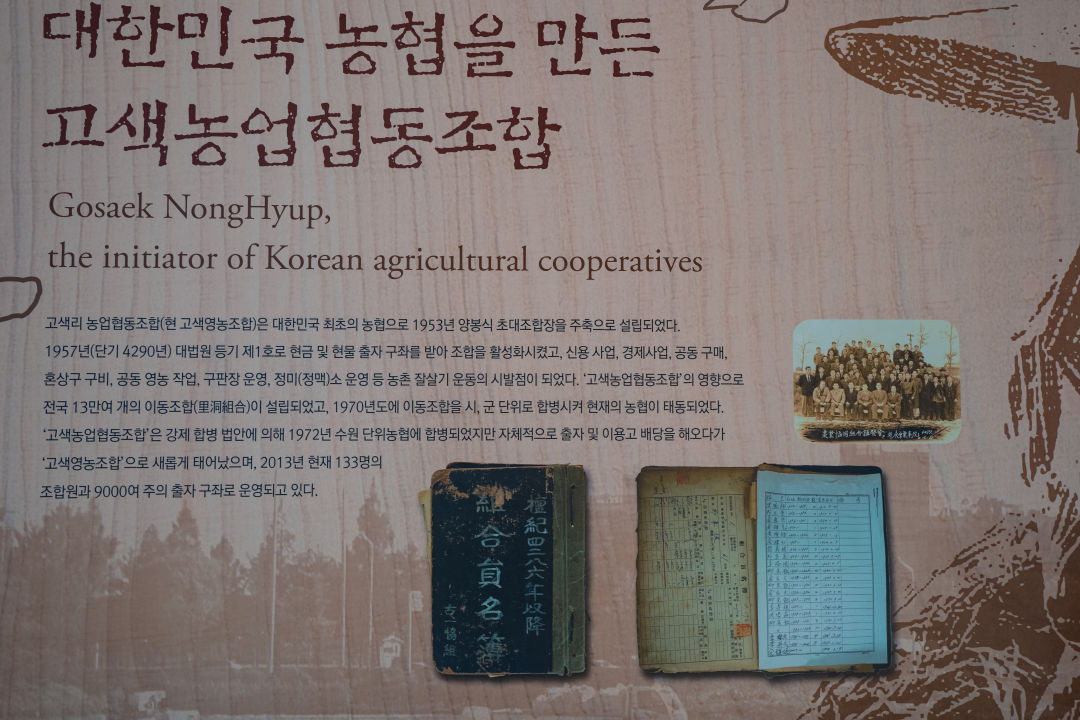 대한민국 농협을 만든
고색농업협동조합
Gosaek NongHyup,
the initiator of Korean agricultural cooperatives
고색리 농업협동조합(현 고색영농조합)은 대한민국 최초의 농협으로 1953년 양봉식 초대조합장을 주축으로 설립되었다.
1957년(단기 4290년) 대법원 등기 제1호로 현금 및 현물 출자 구좌를 받아 조합을 활성화시켰고, 신용 사업, 경제사업, 공동 구매,
혼상구 구비, 공동 영농 작업, 구판장 운영, 정미(정맥)소 운영 등 농촌 잘살기 운동의 시발점이 되었다. ‘고색농업협동조합’의 영향으로
전국 13만여 개의 이동조합(里洞組合)이 설립되었고, 1970년도에 이동조합을 시, 군 단위로 합병시켜 현재의 농협이 태동되었다.
‘고색농업협동조합’은 강제 합병 법안에 의해 1972년 수원 단위농협에 합병되었지만 자체적으로 출자 및 이용고 배당을 해오다가
‘고색영농조합’으로 새롭게 태어났으며, 2013년 현재 133명의
조합원과 9000여 주의 출자 구좌로 운영되고 있다.
檀紀四二八六年以降
組合員名簿